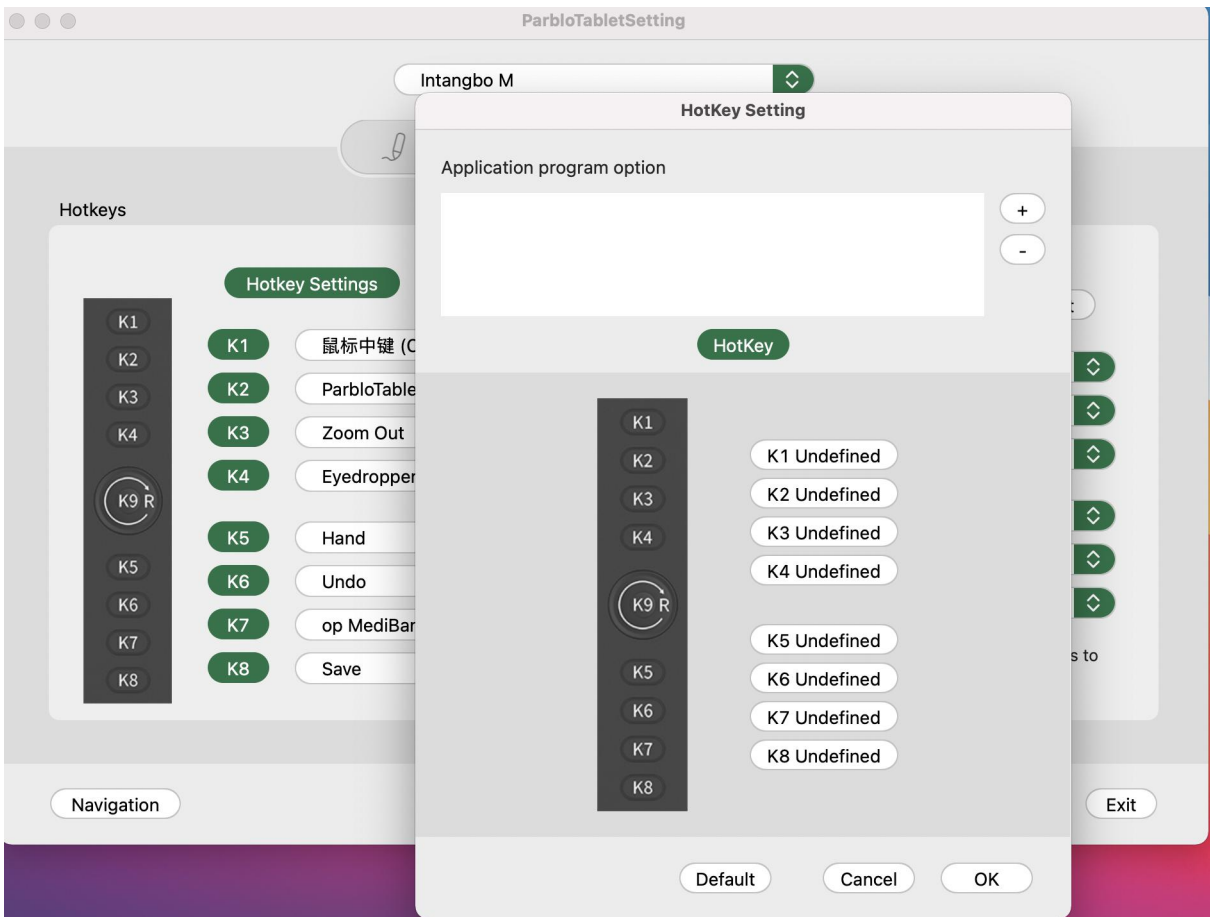 ParbloTabletSetting
Intangbo M
Hotkeys
Hotkey Settings
K1
K2
K3
K4
K9 R
K5
K6
K7
K8
K1 鼠标中键 (C
K2 ParbloTable
K3 Zoom Out
K4 Eyedropper
K5 Hand
K6 Undo
K7 op MediBar
K8 Save
s to
Navigation
Exit
HotKey Setting
Application program option
+
-
HotKey
K1
K2
K3
K4
K9 R
K5
K6
K7
K8
K1 Undefined
K2 Undefined
K3 Undefined
K4 Undefined
K5 Undefined
K6 Undefined
K7 Undefined
K8 Undefined
Default
Cancel
OK